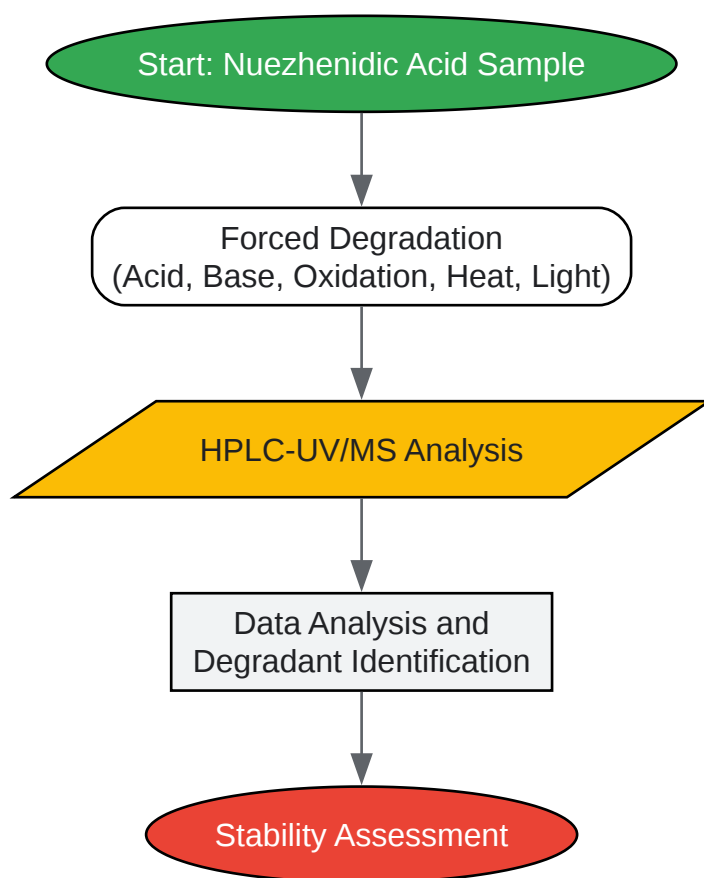 Start: Nuezhenidic Acid Sample
Forced Degradation
(Acid, Base, Oxidation, Heat, Light)
HPLC-UV/MS Analysis
Data Analysis and
Degradant Identification
Stability Assessment